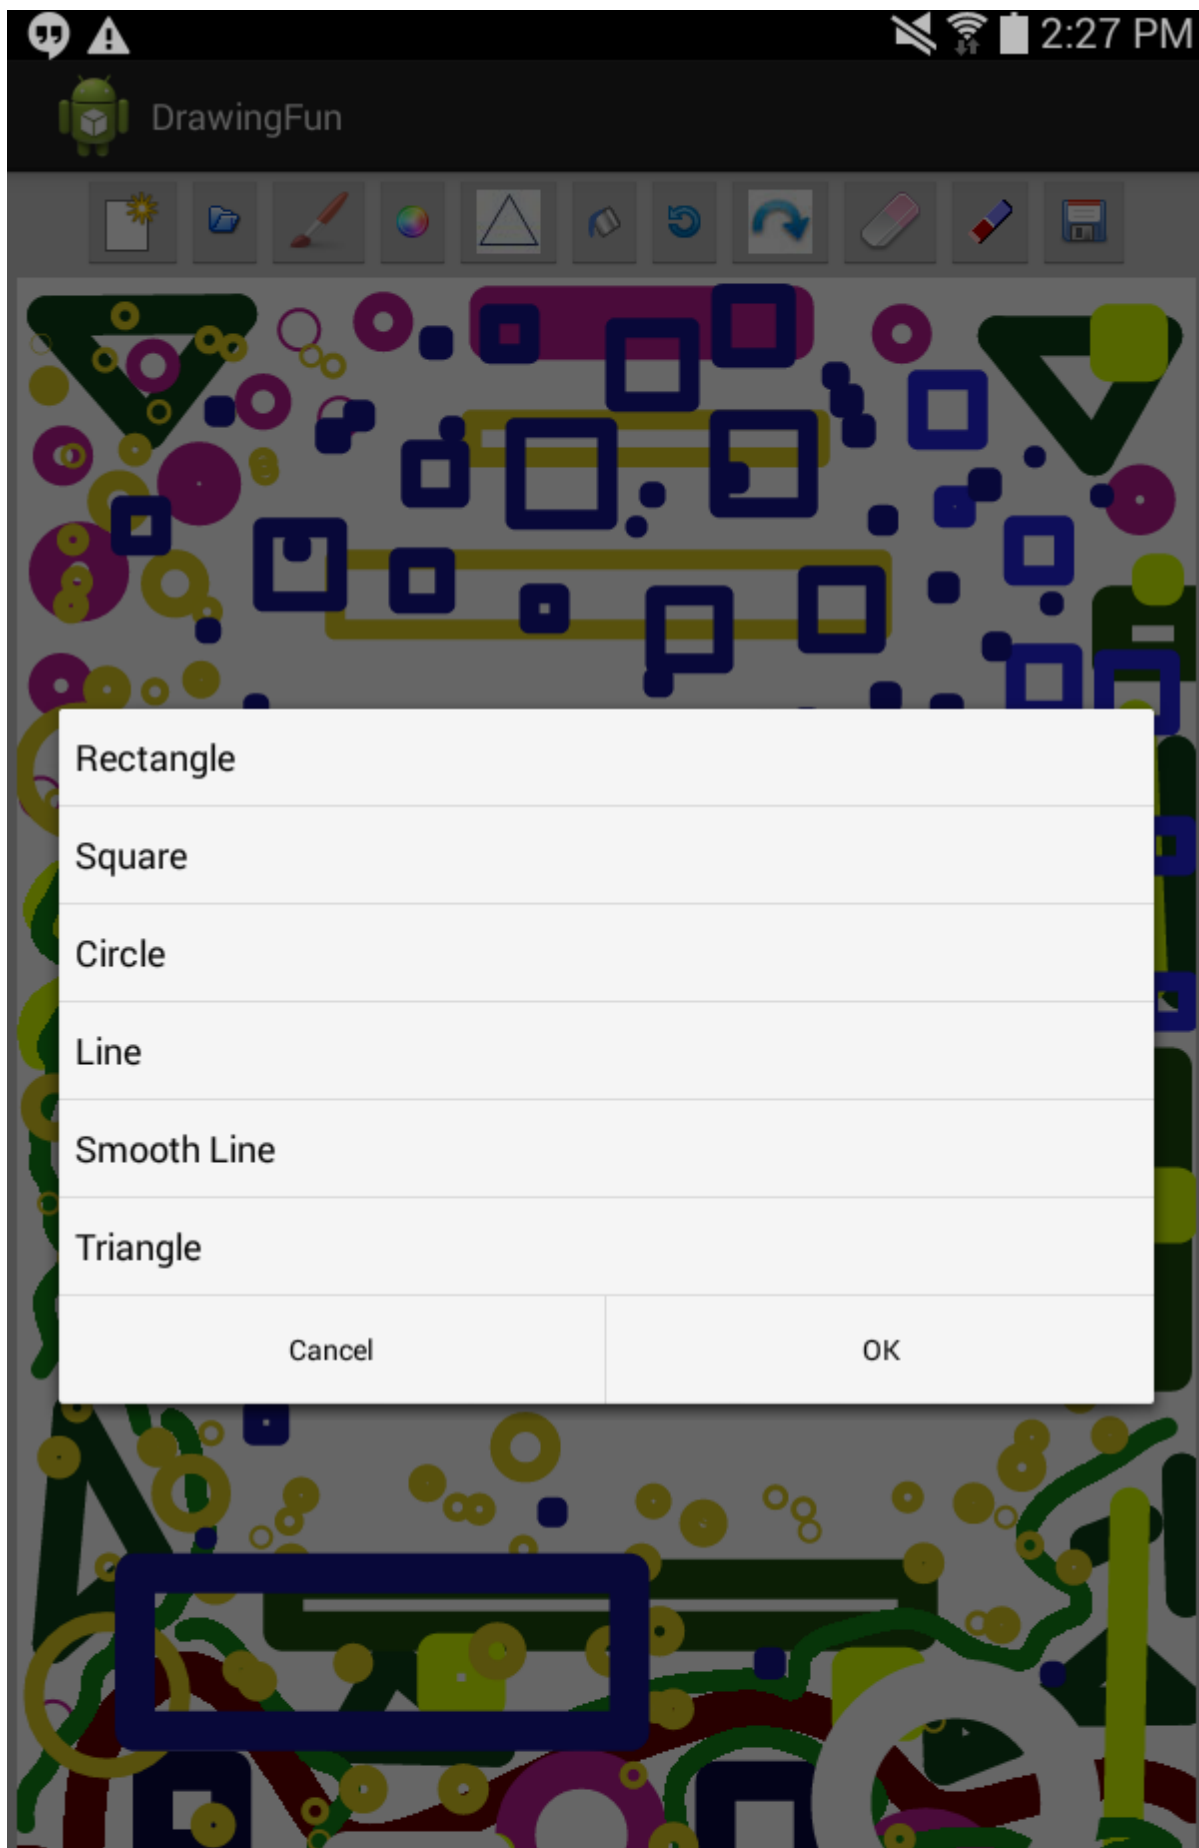 2:27 PM
DrawingFun
Rectangle
Square
Circle
Line
Smooth Line
Triangle
Cancel OK